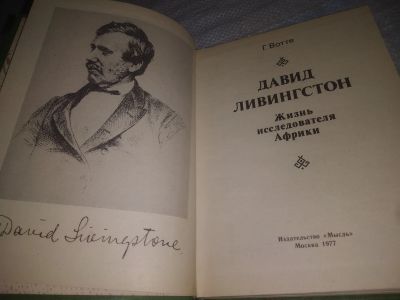 David Livingstone
Г. Вотте
ДАВИД
ЛИВИНГСТОН
Жизнь
исследователя
Африки
Издательство «Мысль»
Москва 1977